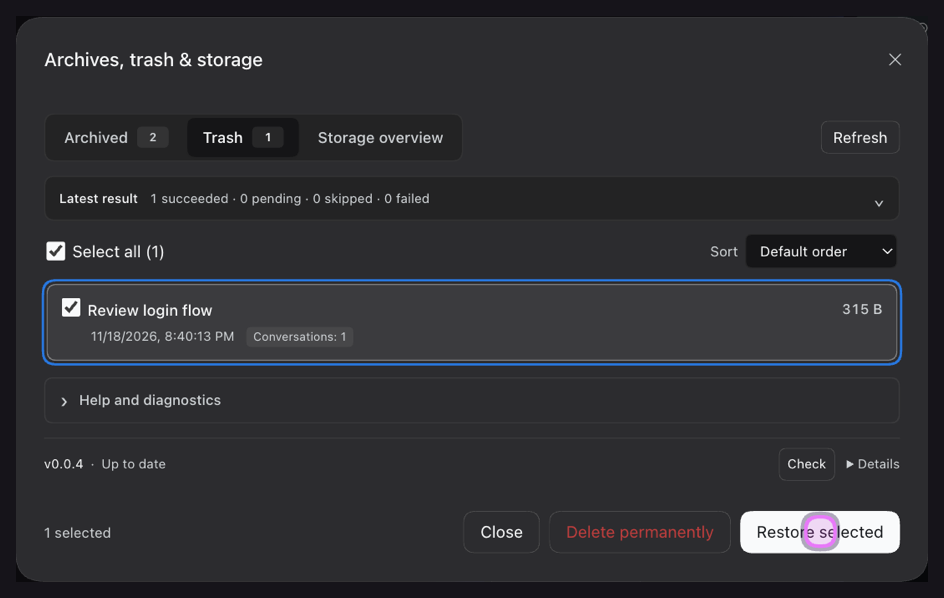 Archives, trash & storage
Archived 2 Trash 1 Storage overview Refresh
Latest result 1 succeeded · 0 pending · 0 skipped · 0 failed
Select all (1) Sort Default order
Review login flow 315 B
11/18/2026, 8:40:13 PM Conversations: 1
Help and diagnostics
v0.0.4 · Up to date Check Details
1 selected Close Delete permanently Restore selected